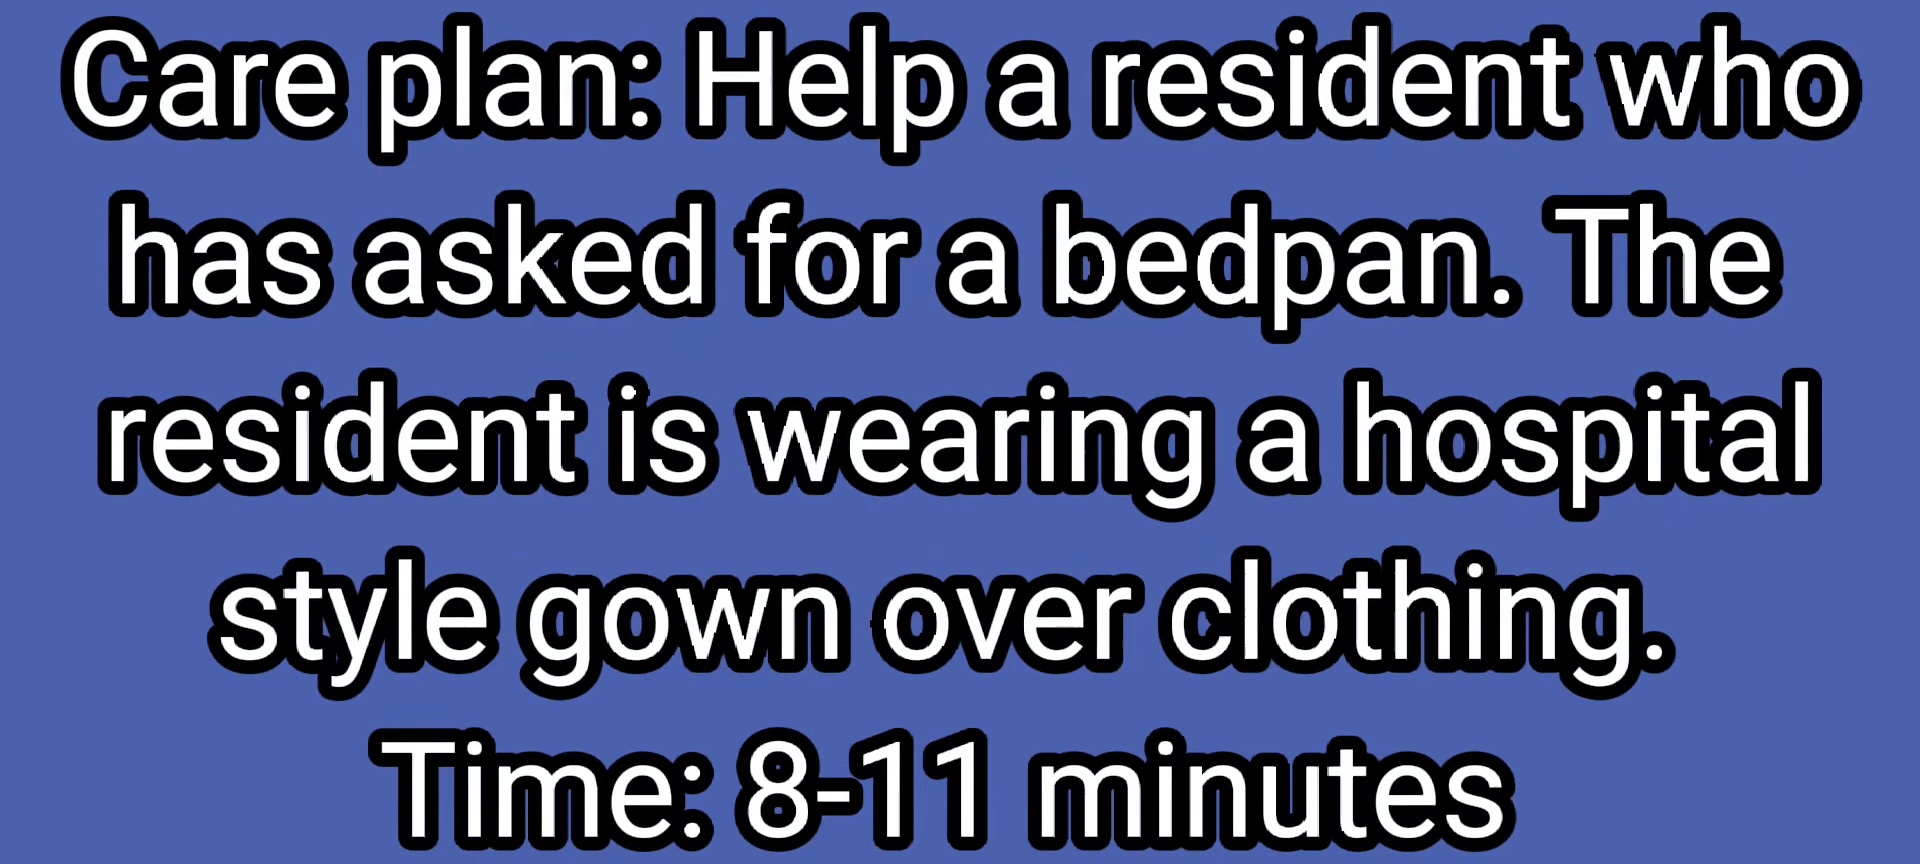 Care plan: Help a resident who
has asked for a bedpan. The
resident is wearing a hospital
style gown over clothing.
Time: 8-11 minutes